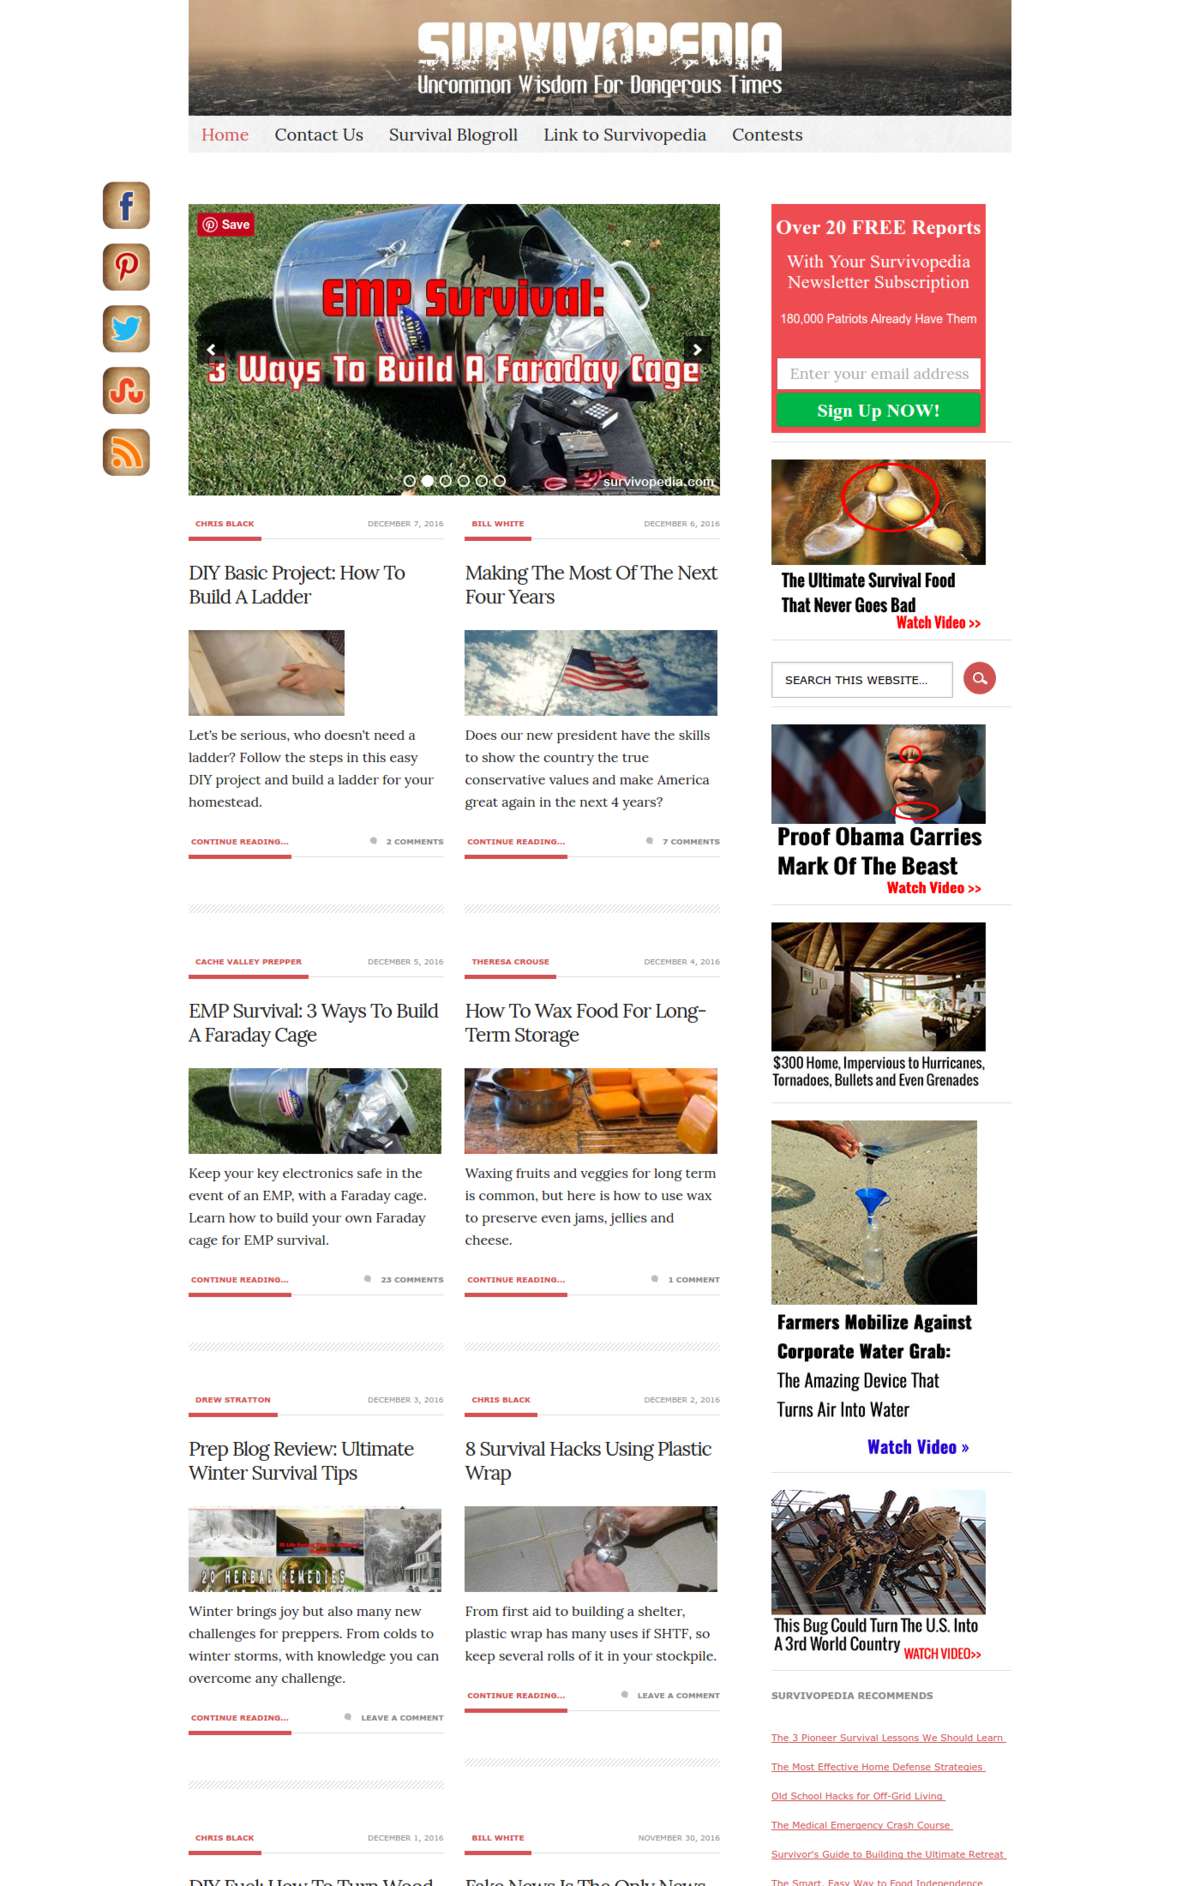 SURVIVOPEDIA
Uncommon Wisdom For Dangerous Times
Home Contact Us Survival Blogroll Link to Survivopedia Contests
Save
EMP Survival:
3 Ways To Build A Faraday Cage
survivopedia.com
CHRIS BLACK DECEMBER 7, 2016
DIY Basic Project: How To
Build A Ladder
Let's be serious, who doesn't need a
ladder? Follow the steps in this easy
DIY project and build a ladder for your
homestead.
CONTINUE READING... 2 COMMENTS
BILL WHITE DECEMBER 6, 2016
Making The Most Of The Next
Four Years
Does our new president have the skills
to show the country the true
conservative values and make America
great again in the next 4 years?
CONTINUE READING... 7 COMMENTS
CACHE VALLEY PREPPER DECEMBER 5, 2016
EMP Survival: 3 Ways To Build
A Faraday Cage
Keep your key electronics safe in the
event of an EMP, with a Faraday cage.
Learn how to build your own Faraday
cage for EMP survival.
CONTINUE READING... 23 COMMENTS
THERESA CROUSE DECEMBER 4, 2016
How To Wax Food For Long-
Term Storage
Waxing fruits and veggies for long term
is common, but here is how to use wax
to preserve even jams, jellies and
cheese.
CONTINUE READING... 1 COMMENT
DREW STRATTON DECEMBER 3, 2016
Prep Blog Review: Ultimate
Winter Survival Tips
20 HERBAL REMEDIES
Winter brings joy but also many new
challenges for preppers. From colds to
winter storms, with knowledge you can
overcome any challenge.
CONTINUE READING... LEAVE A COMMENT
CHRIS BLACK DECEMBER 2, 2016
8 Survival Hacks Using Plastic
Wrap
From first aid to building a shelter,
plastic wrap has many uses if SHTF, so
keep several rolls of it in your stockpile.
CONTINUE READING... LEAVE A COMMENT
CHRIS BLACK DECEMBER 1, 2016
DIY Fuel: How To Turn Wood
BILL WHITE NOVEMBER 30, 2016
Fake News Is The Only News
Over 20 FREE Reports
With Your Survivopedia
Newsletter Subscription
180,000 Patriots Already Have Them
Enter your email address
Sign Up NOW!
The Ultimate Survival Food
That Never Goes Bad
Watch Video >>
SEARCH THIS WEBSITE...
Proof Obama Carries
Mark Of The Beast
Watch Video >>
$300 Home, Impervious to Hurricanes,
Tornadoes, Bullets and Even Grenades
Farmers Mobilize Against
Corporate Water Grab:
The Amazing Device That
Turns Air Into Water
Watch Video »
This Bug Could Turn The U.S. Into
A 3rd World Country WATCH VIDEO>>
SURVIVOPEDIA RECOMMENDS
The 3 Pioneer Survival Lessons We Should Learn
The Most Effective Home Defense Strategies
Old School Hacks for Off-Grid Living
The Medical Emergency Crash Course
Survivor's Guide to Building the Ultimate Retreat
The Smart, Easy Way to Food Independence